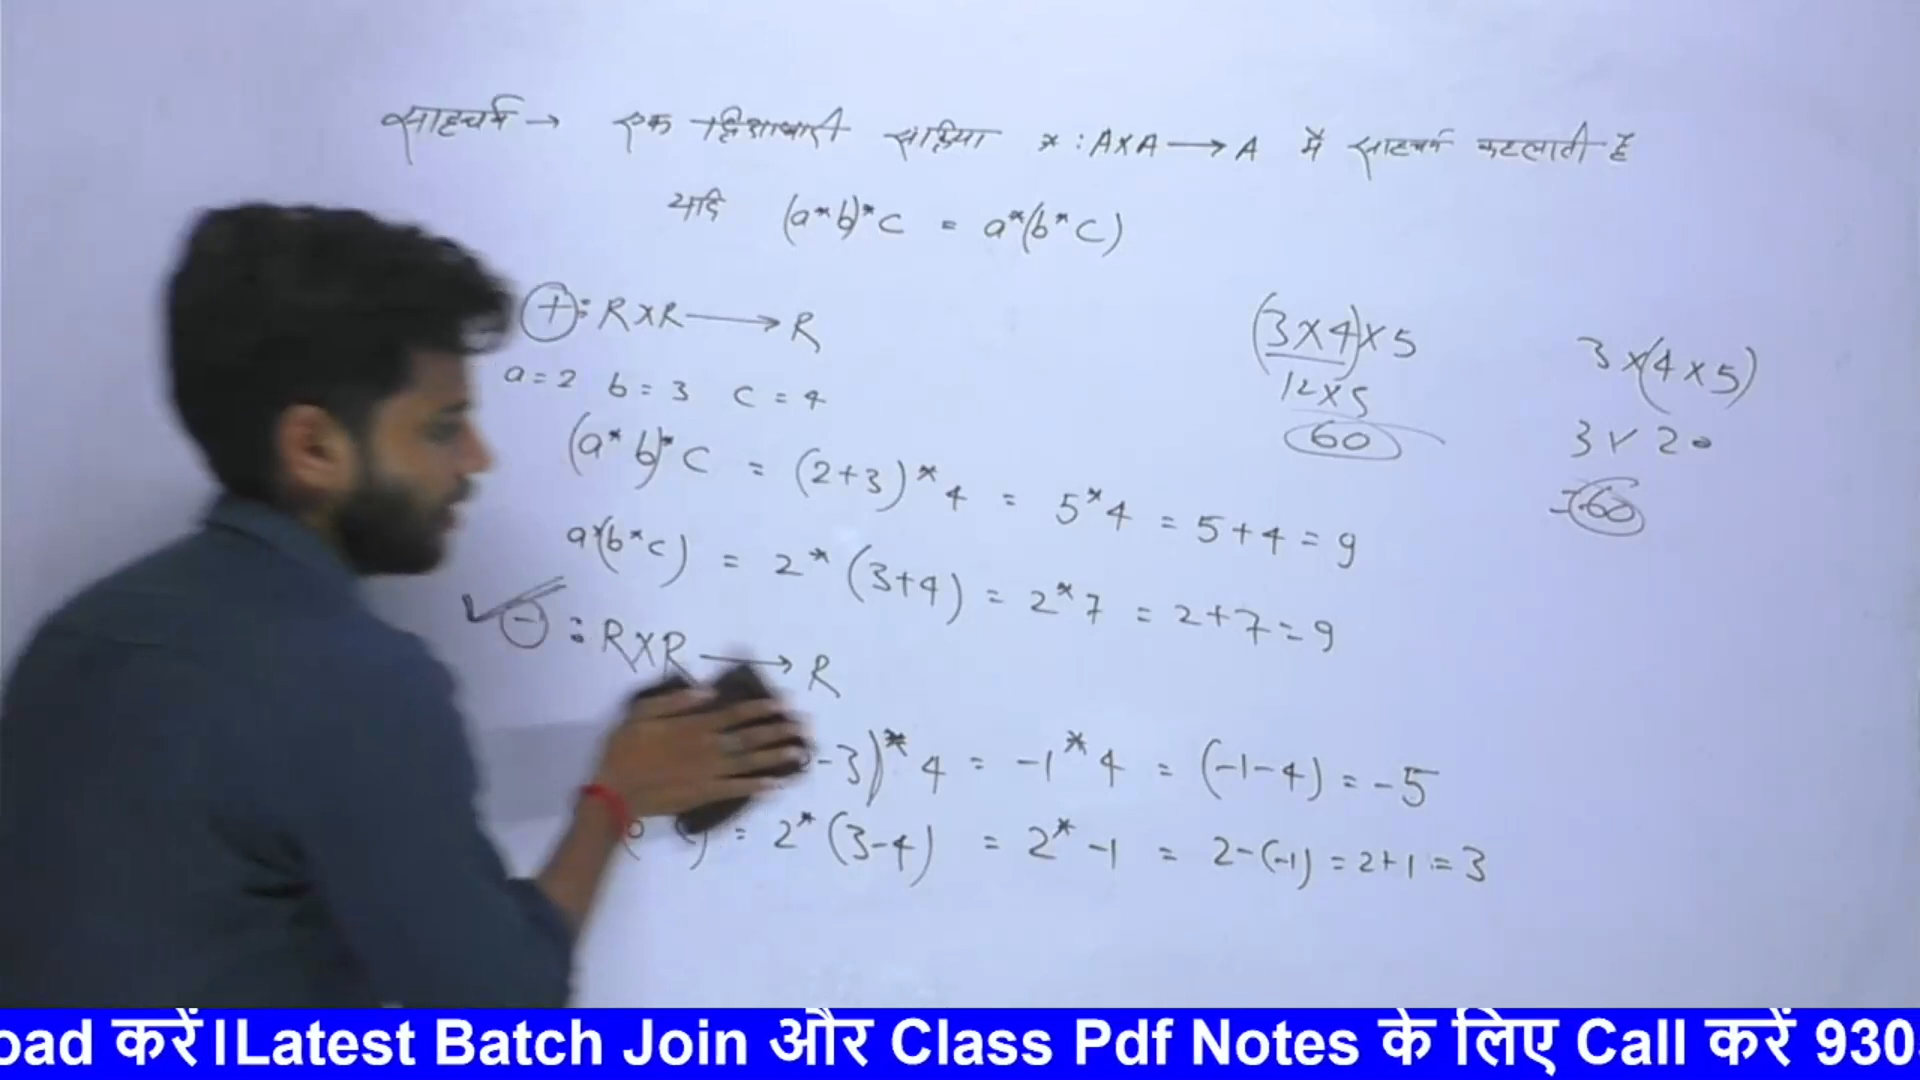 साहचर्य → एक द्विआधारी संक्रिया * : A×A → A में साहचर्य कहलाती है
यदि (a*b)*c = a*(b*c)
+ : R×R → R
a=2 b=3 c=4
(a*b)*c = (2+3)*4 = 5*4 = 5+4=9
a*(b*c) = 2*(3+4) = 2*7 = 2+7=9
- : R×R → R
-3)*4 = -1*4 = (-1-4) = -5
= 2*(3-4) = 2*-1 = 2-(-1) = 2+1 = 3
(3×4)×5
12×5
60
3×(4×5)
3×20
=60
oad करें।Latest Batch Join और Class Pdf Notes के लिए Call करें 930